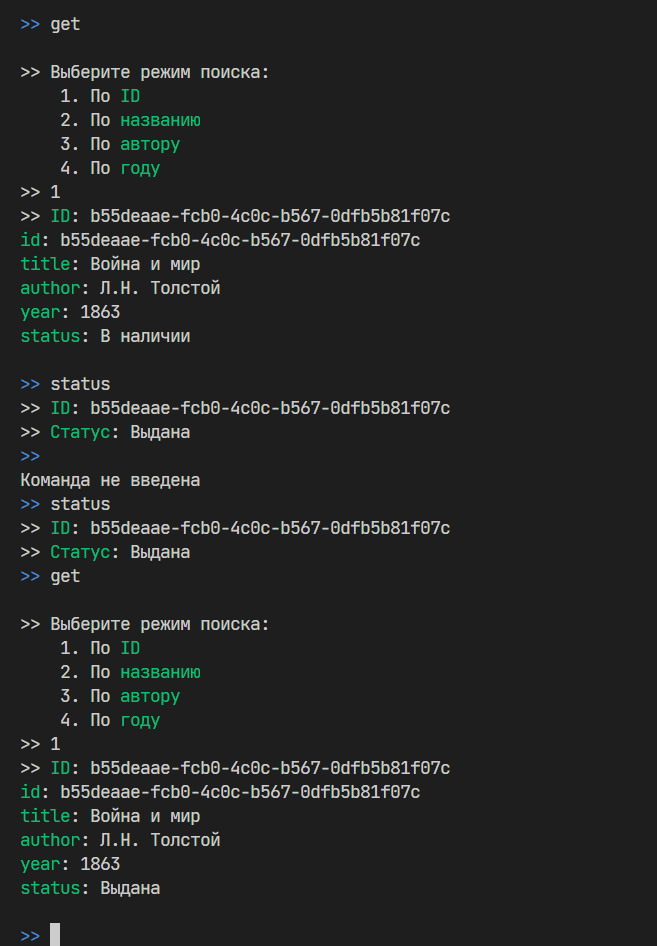 >> get
>> Выберите режим поиска:
1. По ID
2. По названию
3. По автору
4. По году
>> 1
>> ID: b55deaae-fcb0-4c0c-b567-0dfb5b81f07c
id: b55deaae-fcb0-4c0c-b567-0dfb5b81f07c
title: Война и мир
author: Л.Н. Толстой
year: 1863
status: В наличии
>> status
>> ID: b55deaae-fcb0-4c0c-b567-0dfb5b81f07c
>> Статус: Выдана
>>
Команда не введена
>> status
>> ID: b55deaae-fcb0-4c0c-b567-0dfb5b81f07c
>> Статус: Выдана
>> get
>> Выберите режим поиска:
1. По ID
2. По названию
3. По автору
4. По году
>> 1
>> ID: b55deaae-fcb0-4c0c-b567-0dfb5b81f07c
id: b55deaae-fcb0-4c0c-b567-0dfb5b81f07c
title: Война и мир
author: Л.Н. Толстой
year: 1863
status: Выдана
>>